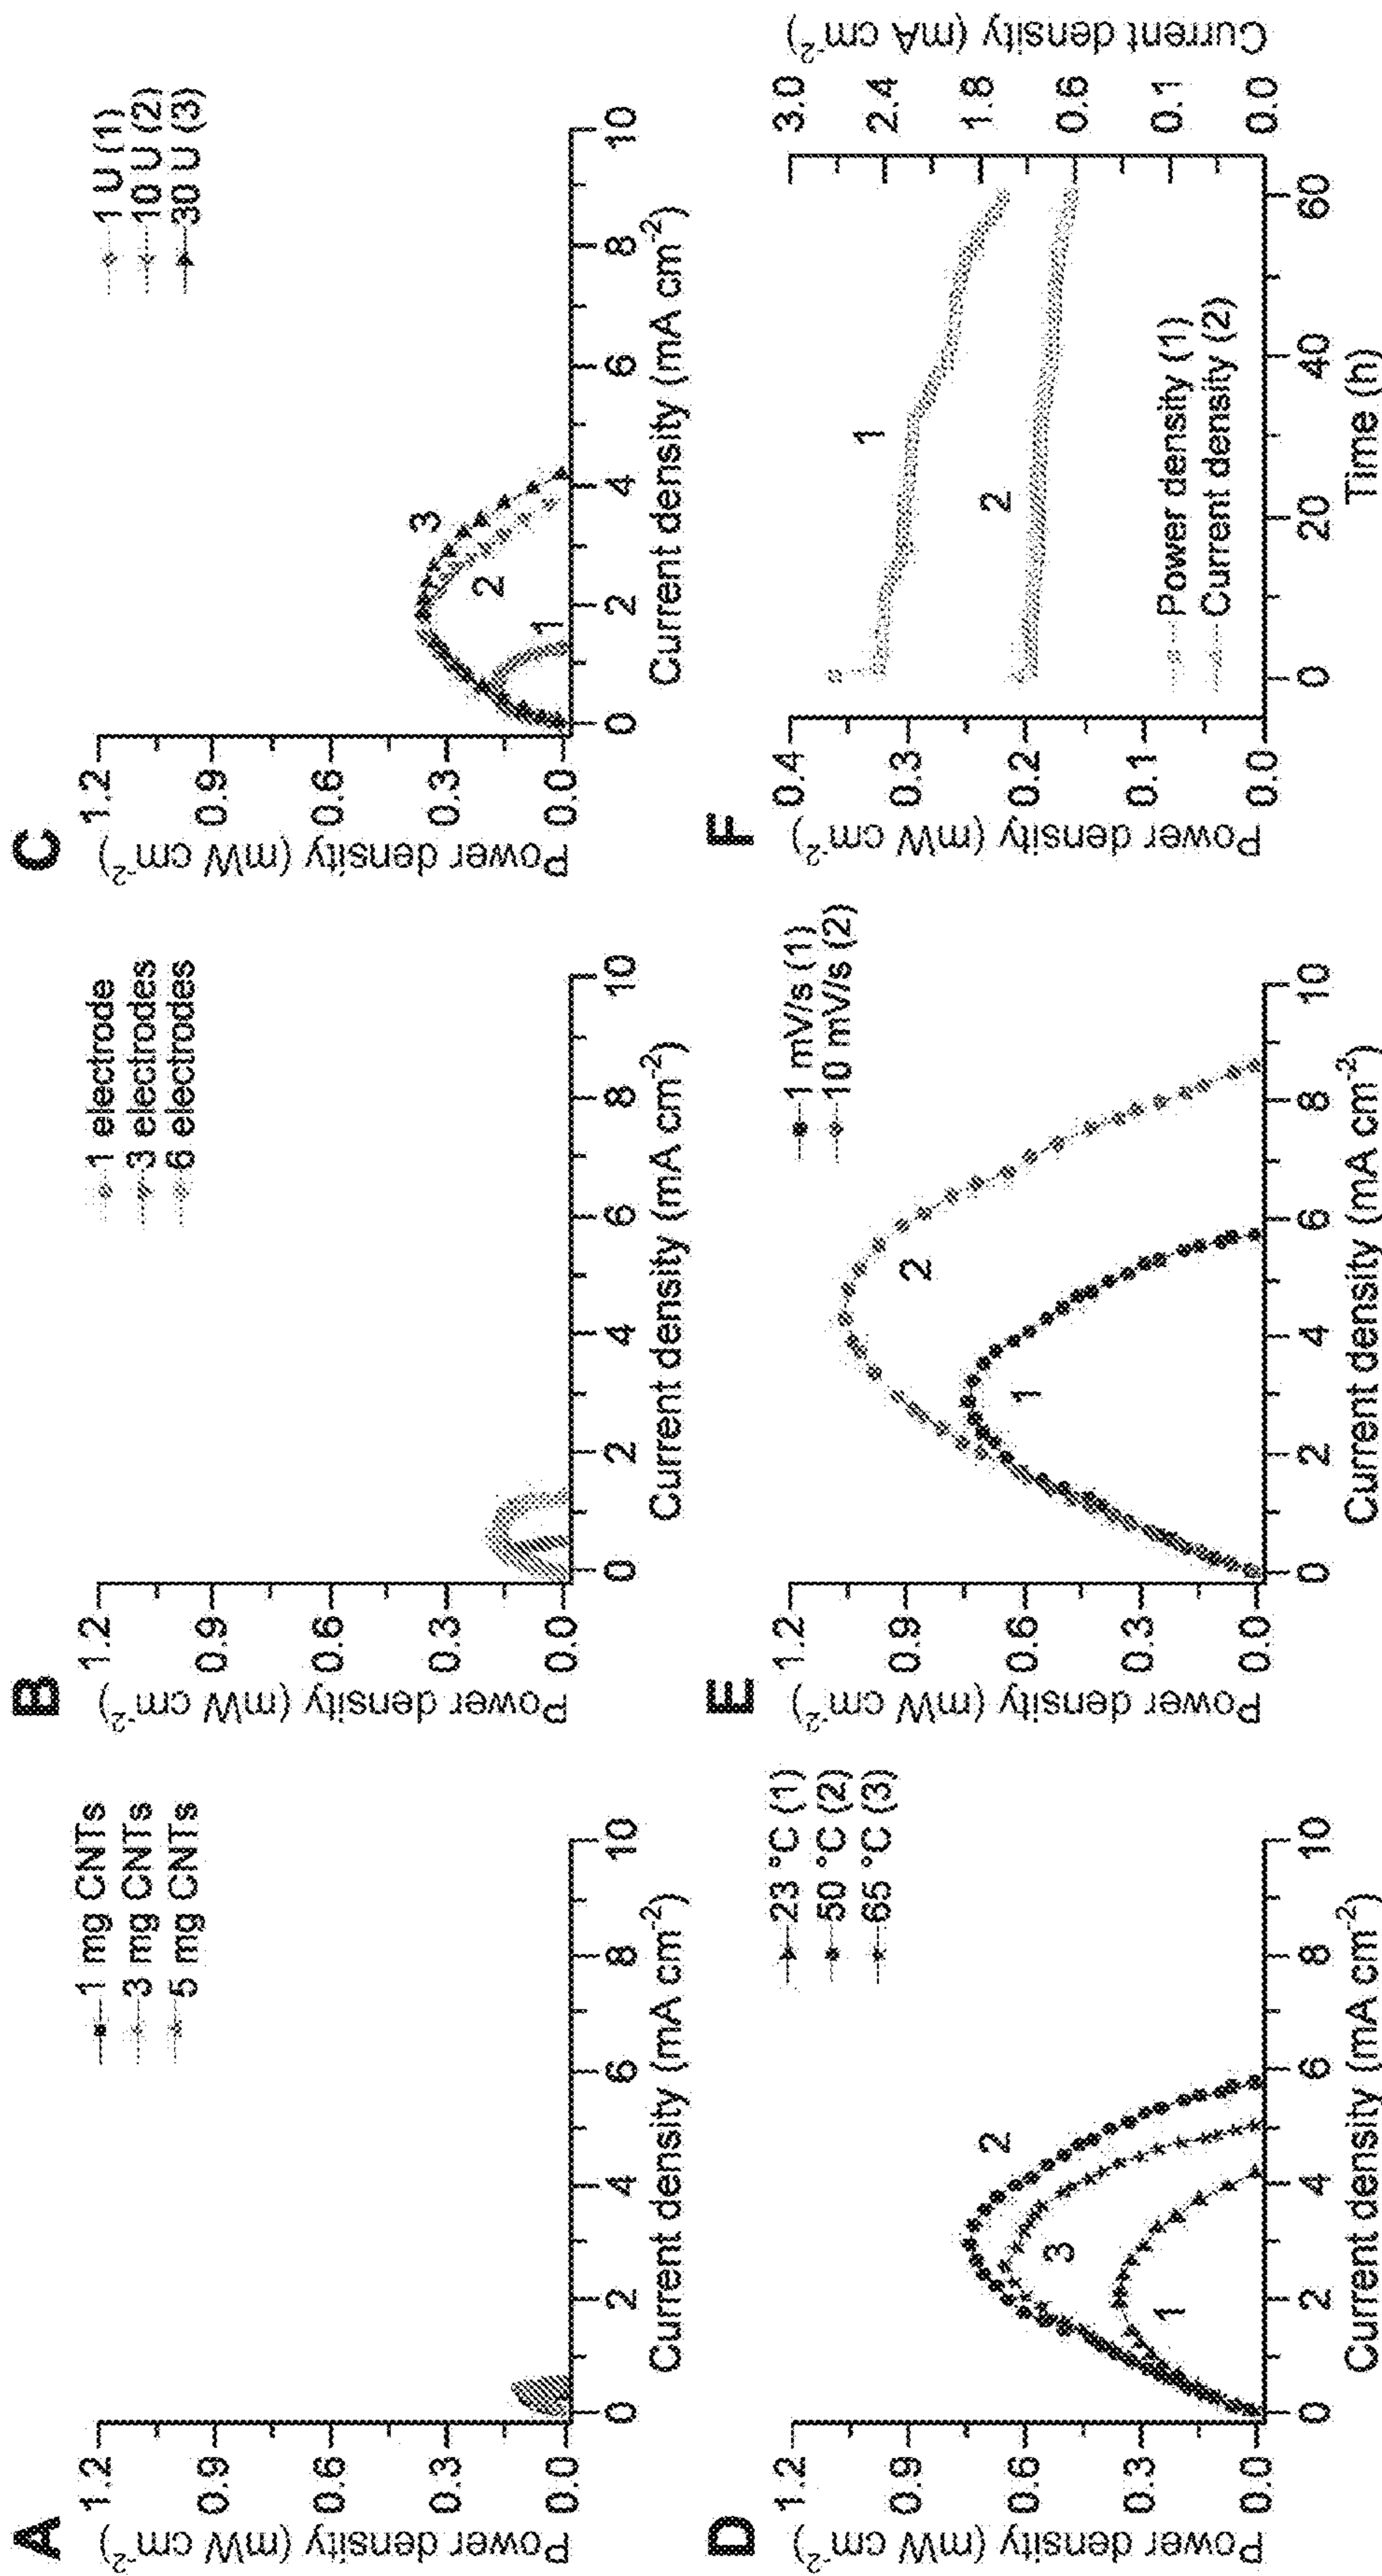 A
Power density (mW cm-2)
1.2
0.9
0.6
0.3
0.0
1 mg CNTs
3 mg CNTs
5 mg CNTs
0 2 4 6 8 10
Current density (mA cm-2)
B
Power density (mW cm-2)
1.2
0.9
0.6
0.3
0.0
1 electrode
3 electrodes
6 electrodes
0 2 4 6 8 10
Current density (mA cm-2)
C
Power density (mW cm-2)
1.2
0.9
0.6
0.3
0.0
1 U (1)
10 U (2)
30 U (3)
3
2
1
0 2 4 6 8 10
Current density (mA cm-2)
D
Power density (mW cm-2)
1.2
0.9
0.6
0.3
0.0
23 °C (1)
50 °C (2)
65 °C (3)
2
3
1
0 2 4 6 8 10
Current density (mA cm-2)
E
Power density (mW cm-2)
1.2
0.9
0.6
0.3
0.0
1 mV/s (1)
10 mV/s (2)
2
1
0 2 4 6 8 10
Current density (mA cm-3)
F
Power density (mW cm-2)
0.4
0.3
0.2
0.1
0.0
1
2
Power density (1)
Current density (2)
3.0
2.4
1.8
0.6
0.1
0.0
Current density (mA cm-2)
0 20 40 60
Time (h)